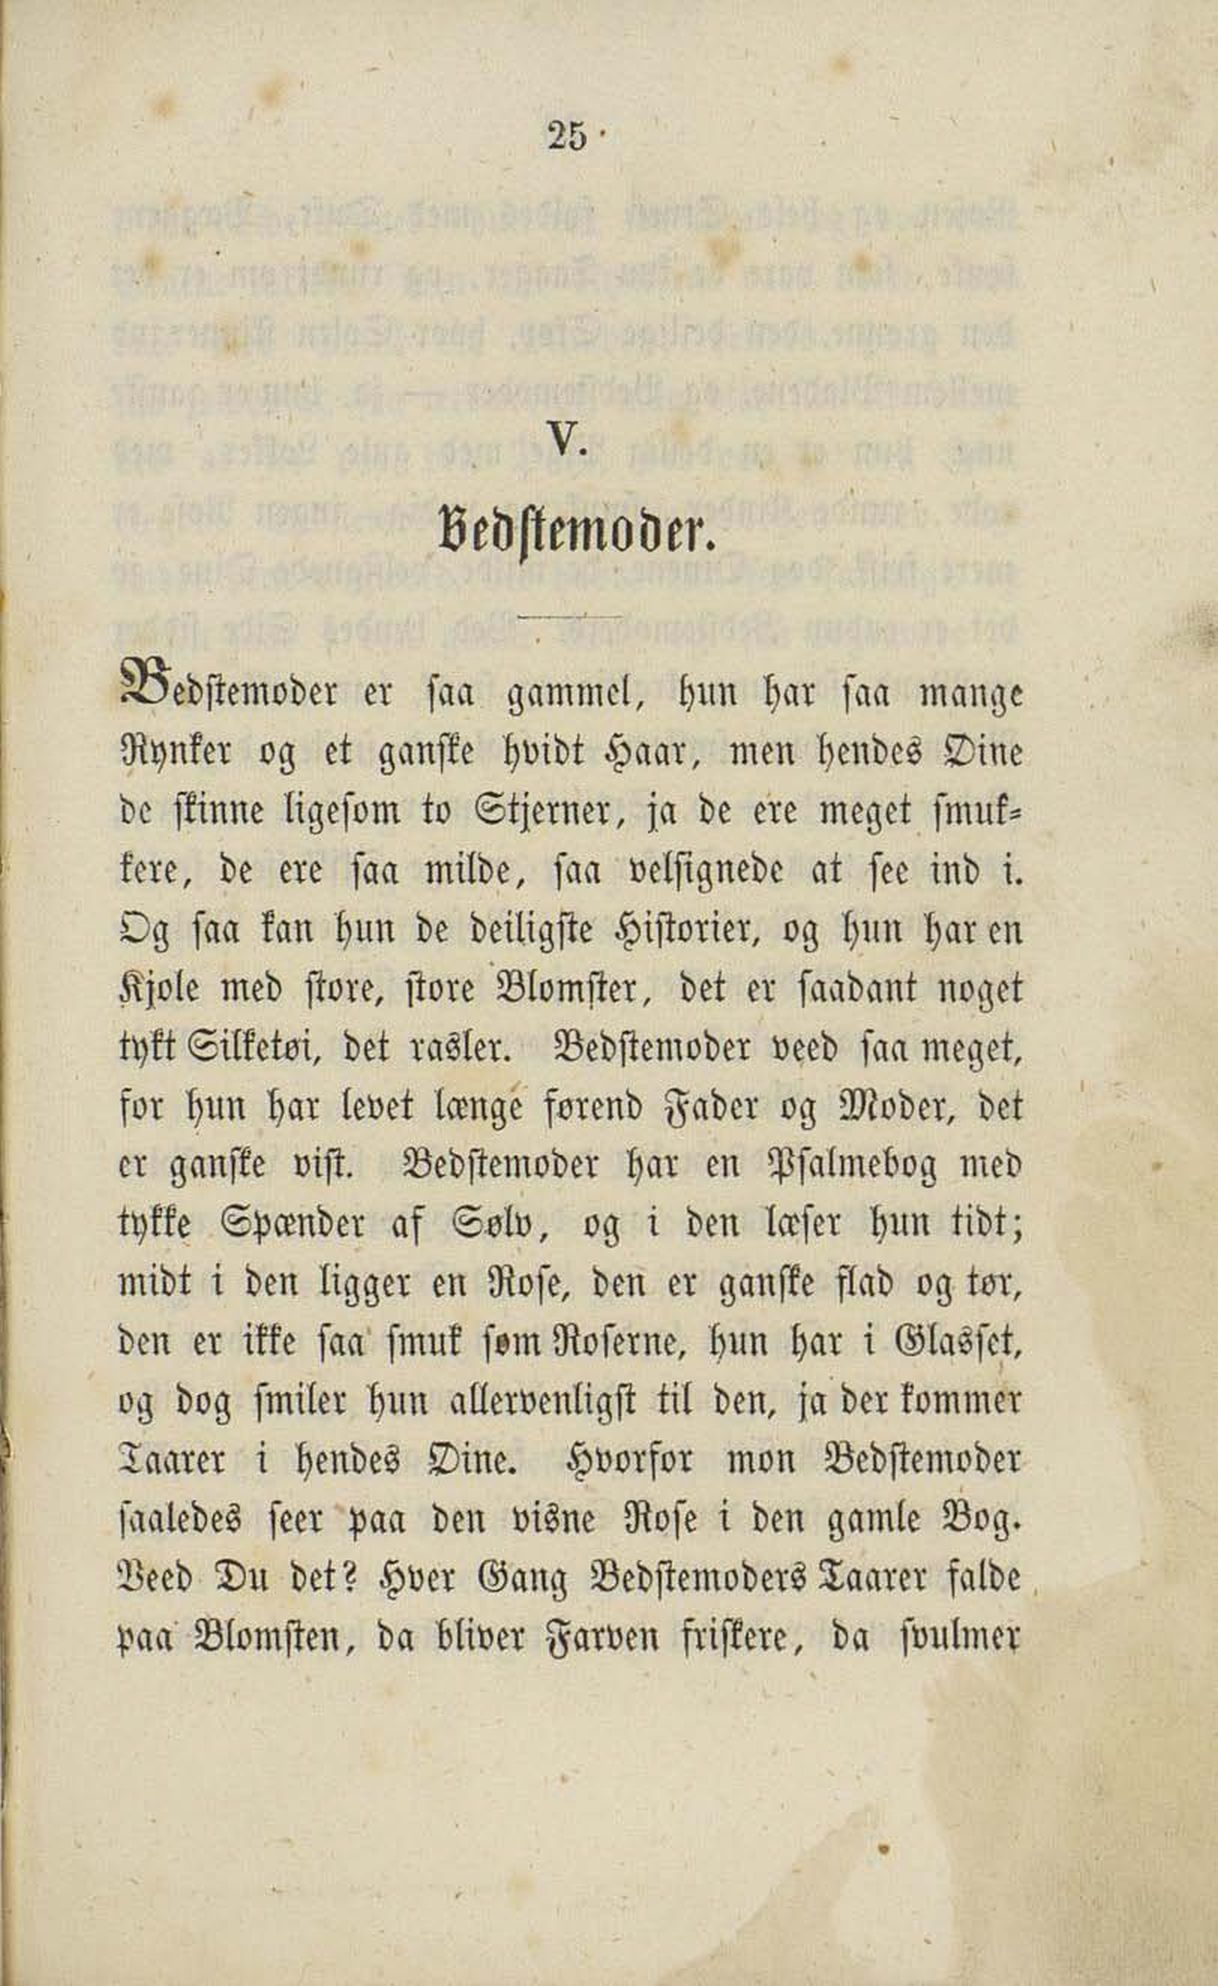 25
V.
Bedstemoder.
Bedstemoder er saa gammel, hun har saa mange
Rynker og et ganske hvidt Haar, men hendes Øine
de skinne ligesom to Stjerner, ja de ere meget smuk-
kere, de ere saa milde, saa velsignede at see ind i.
Og saa kan hun de deiligste Historier, og hun har en
Kjole med store, store Blomster, det er saadant noget
tykt Silketøi, det rasler. Bedstemoder veed saa meget,
for hun har levet længe førend Fader og Moder, det
er ganske vist. Bedstemoder har en Psalmebog med
tykke Spænder af Sølv, og i den læser hun tidt;
midt i den ligger en Rose, den er ganske flad og tør,
den er ikke saa smuk søm Roserne, hun har i Glasset,
og dog smiler hun allervenligst til den, ja der kommer
Taarer i hendes Øine. Hvorfor mon Bedstemoder
saaledes seer paa den visne Rose i den gamle Bog.
Veed Du det? Hver Gang Bedstemoders Taarer falde
paa Blomsten, da bliver Farven friskere, da svulmer